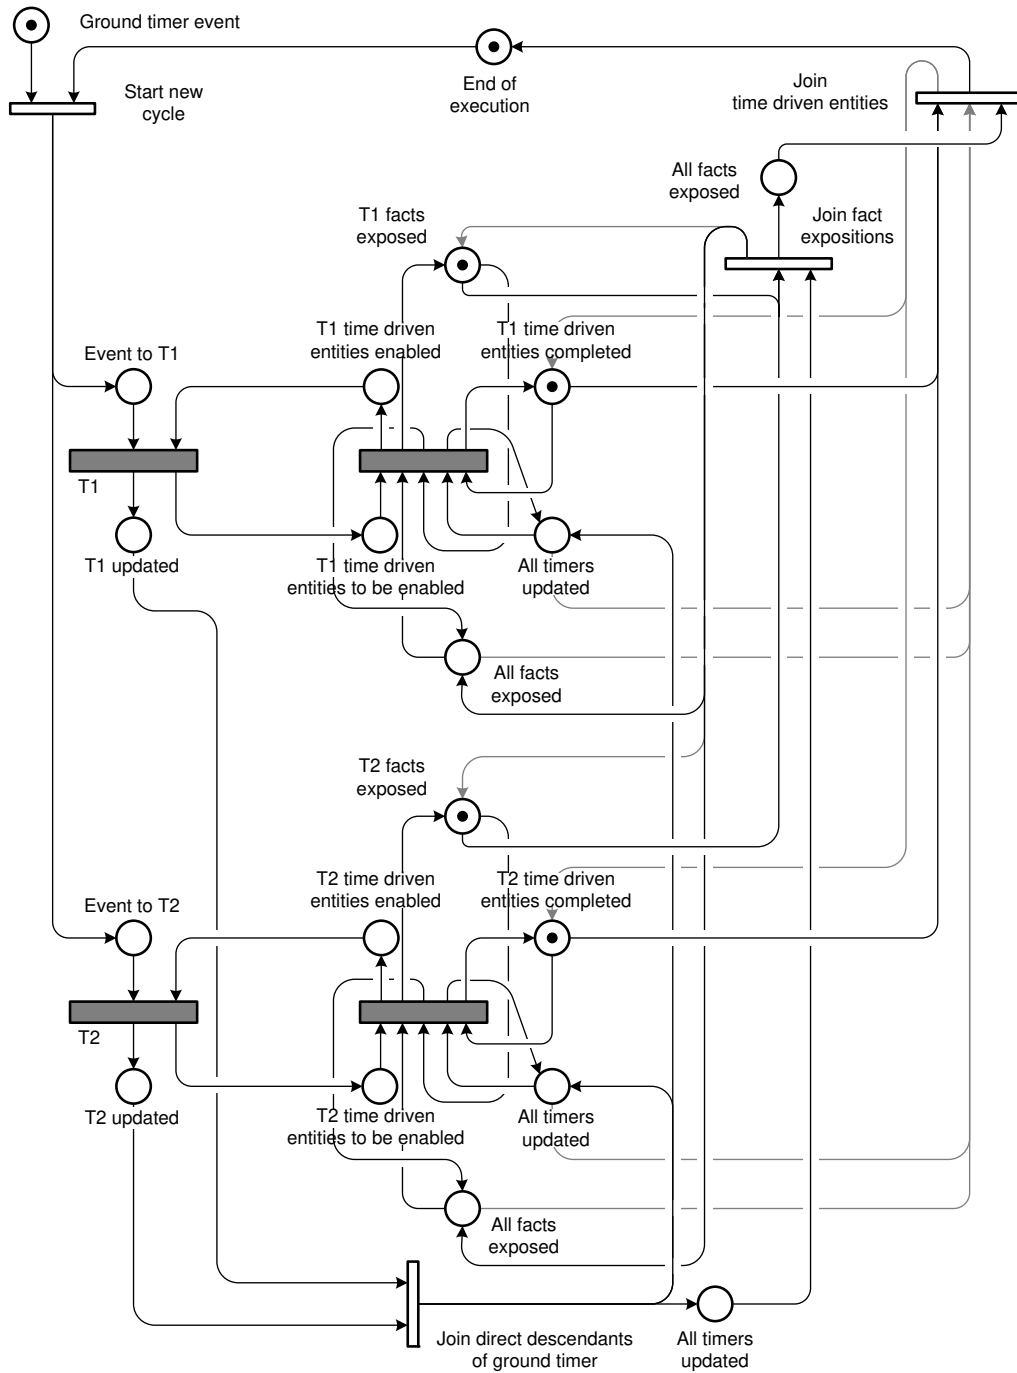 Ground timer event
Start new
cycle
End of
execution
Join
time driven entities
All facts
exposed
Join fact
expositions
T1 facts
exposed
T1 time driven
entities enabled
T1 time driven
entities completed
Event to T1
T1
T1 updated
T1 time driven
entities to be enabled
All timers
updated
All facts
exposed
T2 facts
exposed
T2 time driven
entities enabled
T2 time driven
entities completed
Event to T2
T2
T2 updated
T2 time driven
entities to be enabled
All timers
updated
All facts
exposed
Join direct descendants
of ground timer
All timers
updated